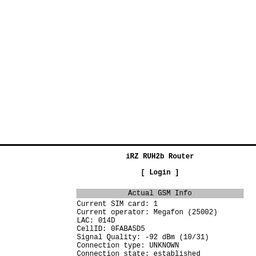 iRZ RUH2b Router
[ Login ]
Actual GSM Info
Current SIM card: 1
Current operator: Megafon (25002)
LAC: 014D
CellID: 0FABA5D5
Signal Quality: -92 dBm (10/31)
Connection type: UNKNOWN
Connection state: established